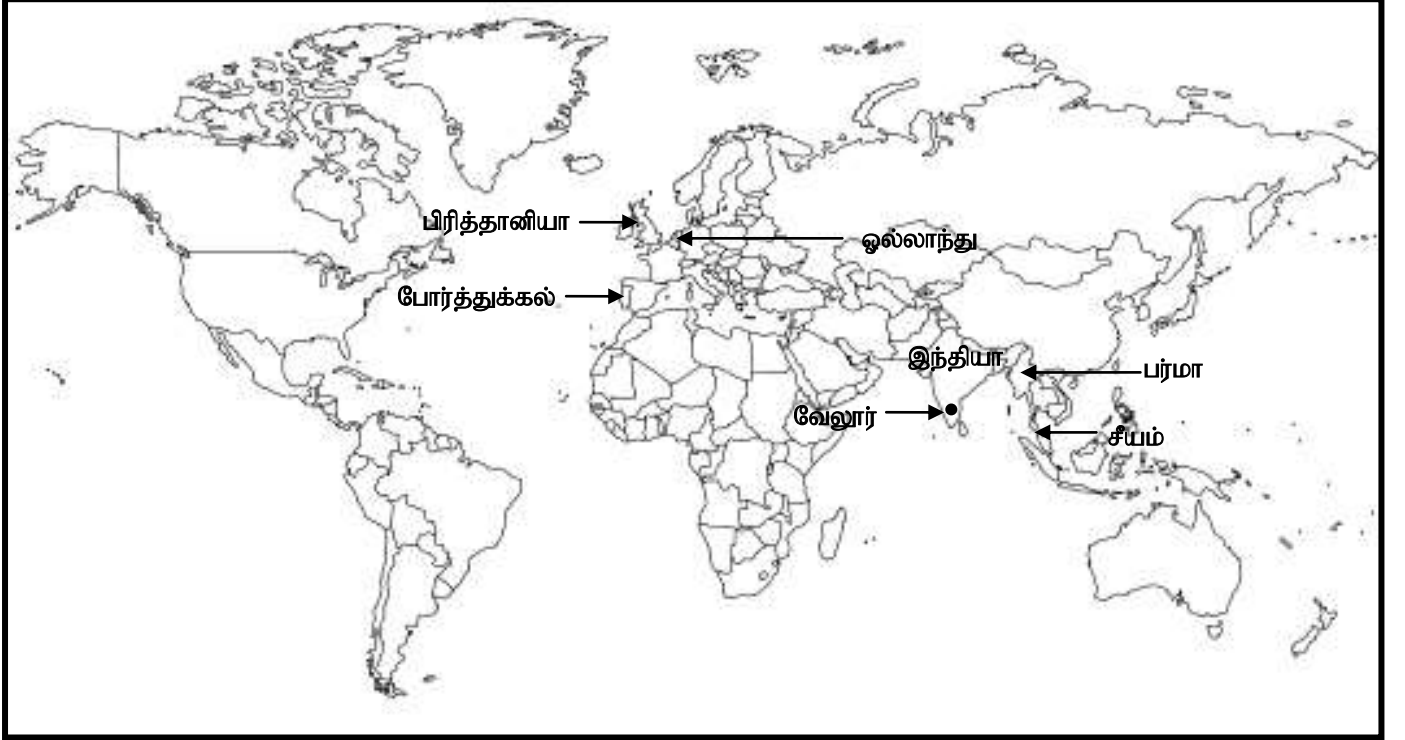 பிரித்தானியா
ஒல்லாந்து
போர்த்துக்கல்
இந்தியா
பர்மா
வேலூர்
சீயம்